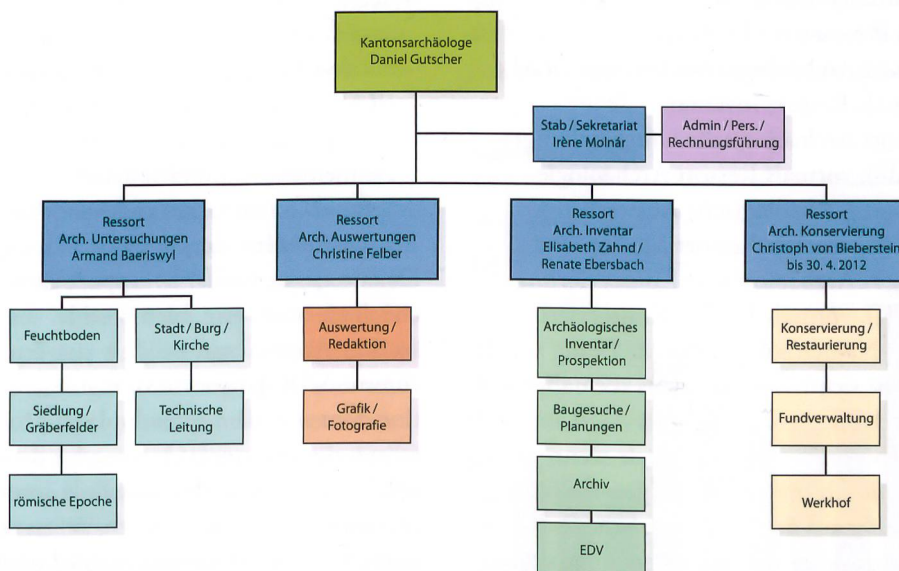 Kantonsarchäologe
Daniel Gutscher
Stab / Sekretariat
Irène Molnár
Admin / Pers. /
Rechnungsführung
Ressort
Arch. Untersuchungen
Armand Baeriswyl
Ressort
Arch. Auswertungen
Christine Felber
Ressort
Arch. Inventar
Elisabeth Zahnd /
Renate Ebersbach
Ressort
Arch. Konservierung
Christoph von Bieberstein
bis 30. 4. 2012
Feuchtboden
Siedlung /
Gräberfelder
römische Epoche
Stadt / Burg /
Kirche
Technische
Leitung
Auswertung /
Redaktion
Grafik /
Fotografie
Archäologisches
Inventar /
Prospektion
Baugesuche /
Planungen
Archiv
EDV
Konservierung /
Restaurierung
Fundverwaltung
Werkhof